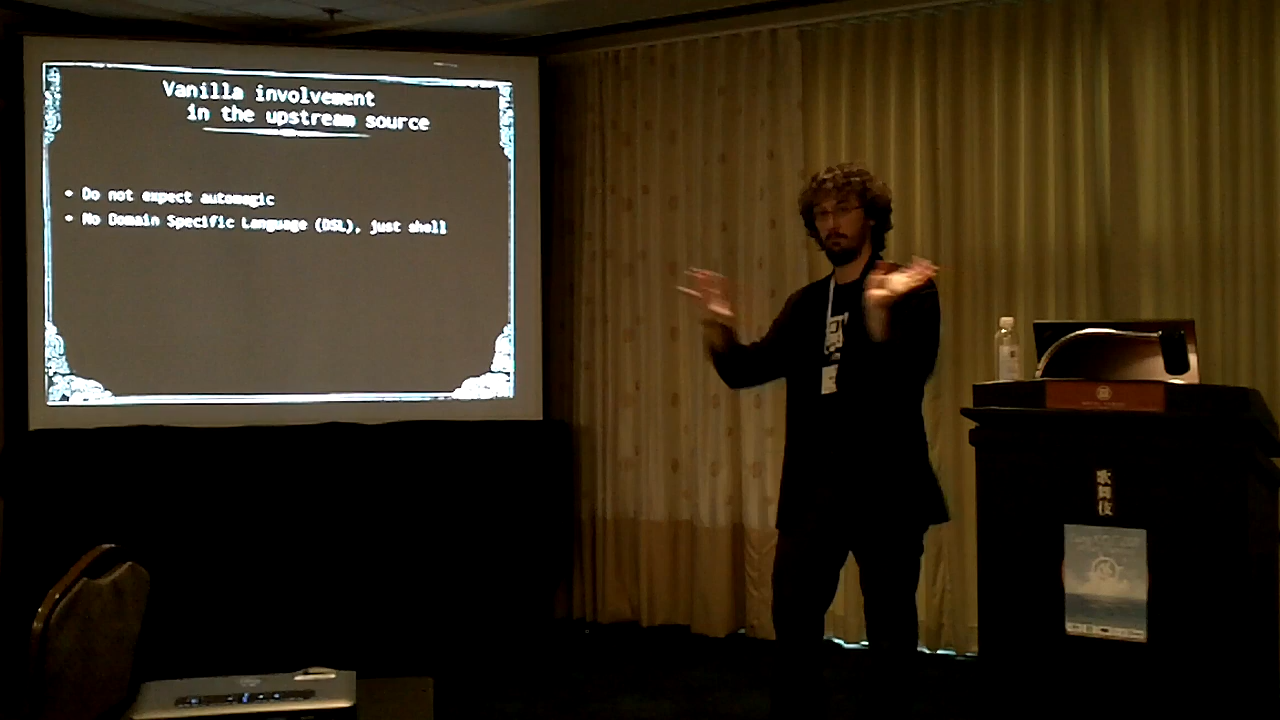 Vanilla involvement
in the upstream source
• Do not expect automagic
• No Domain Specific Language (DSL), just shell
歌舞伎